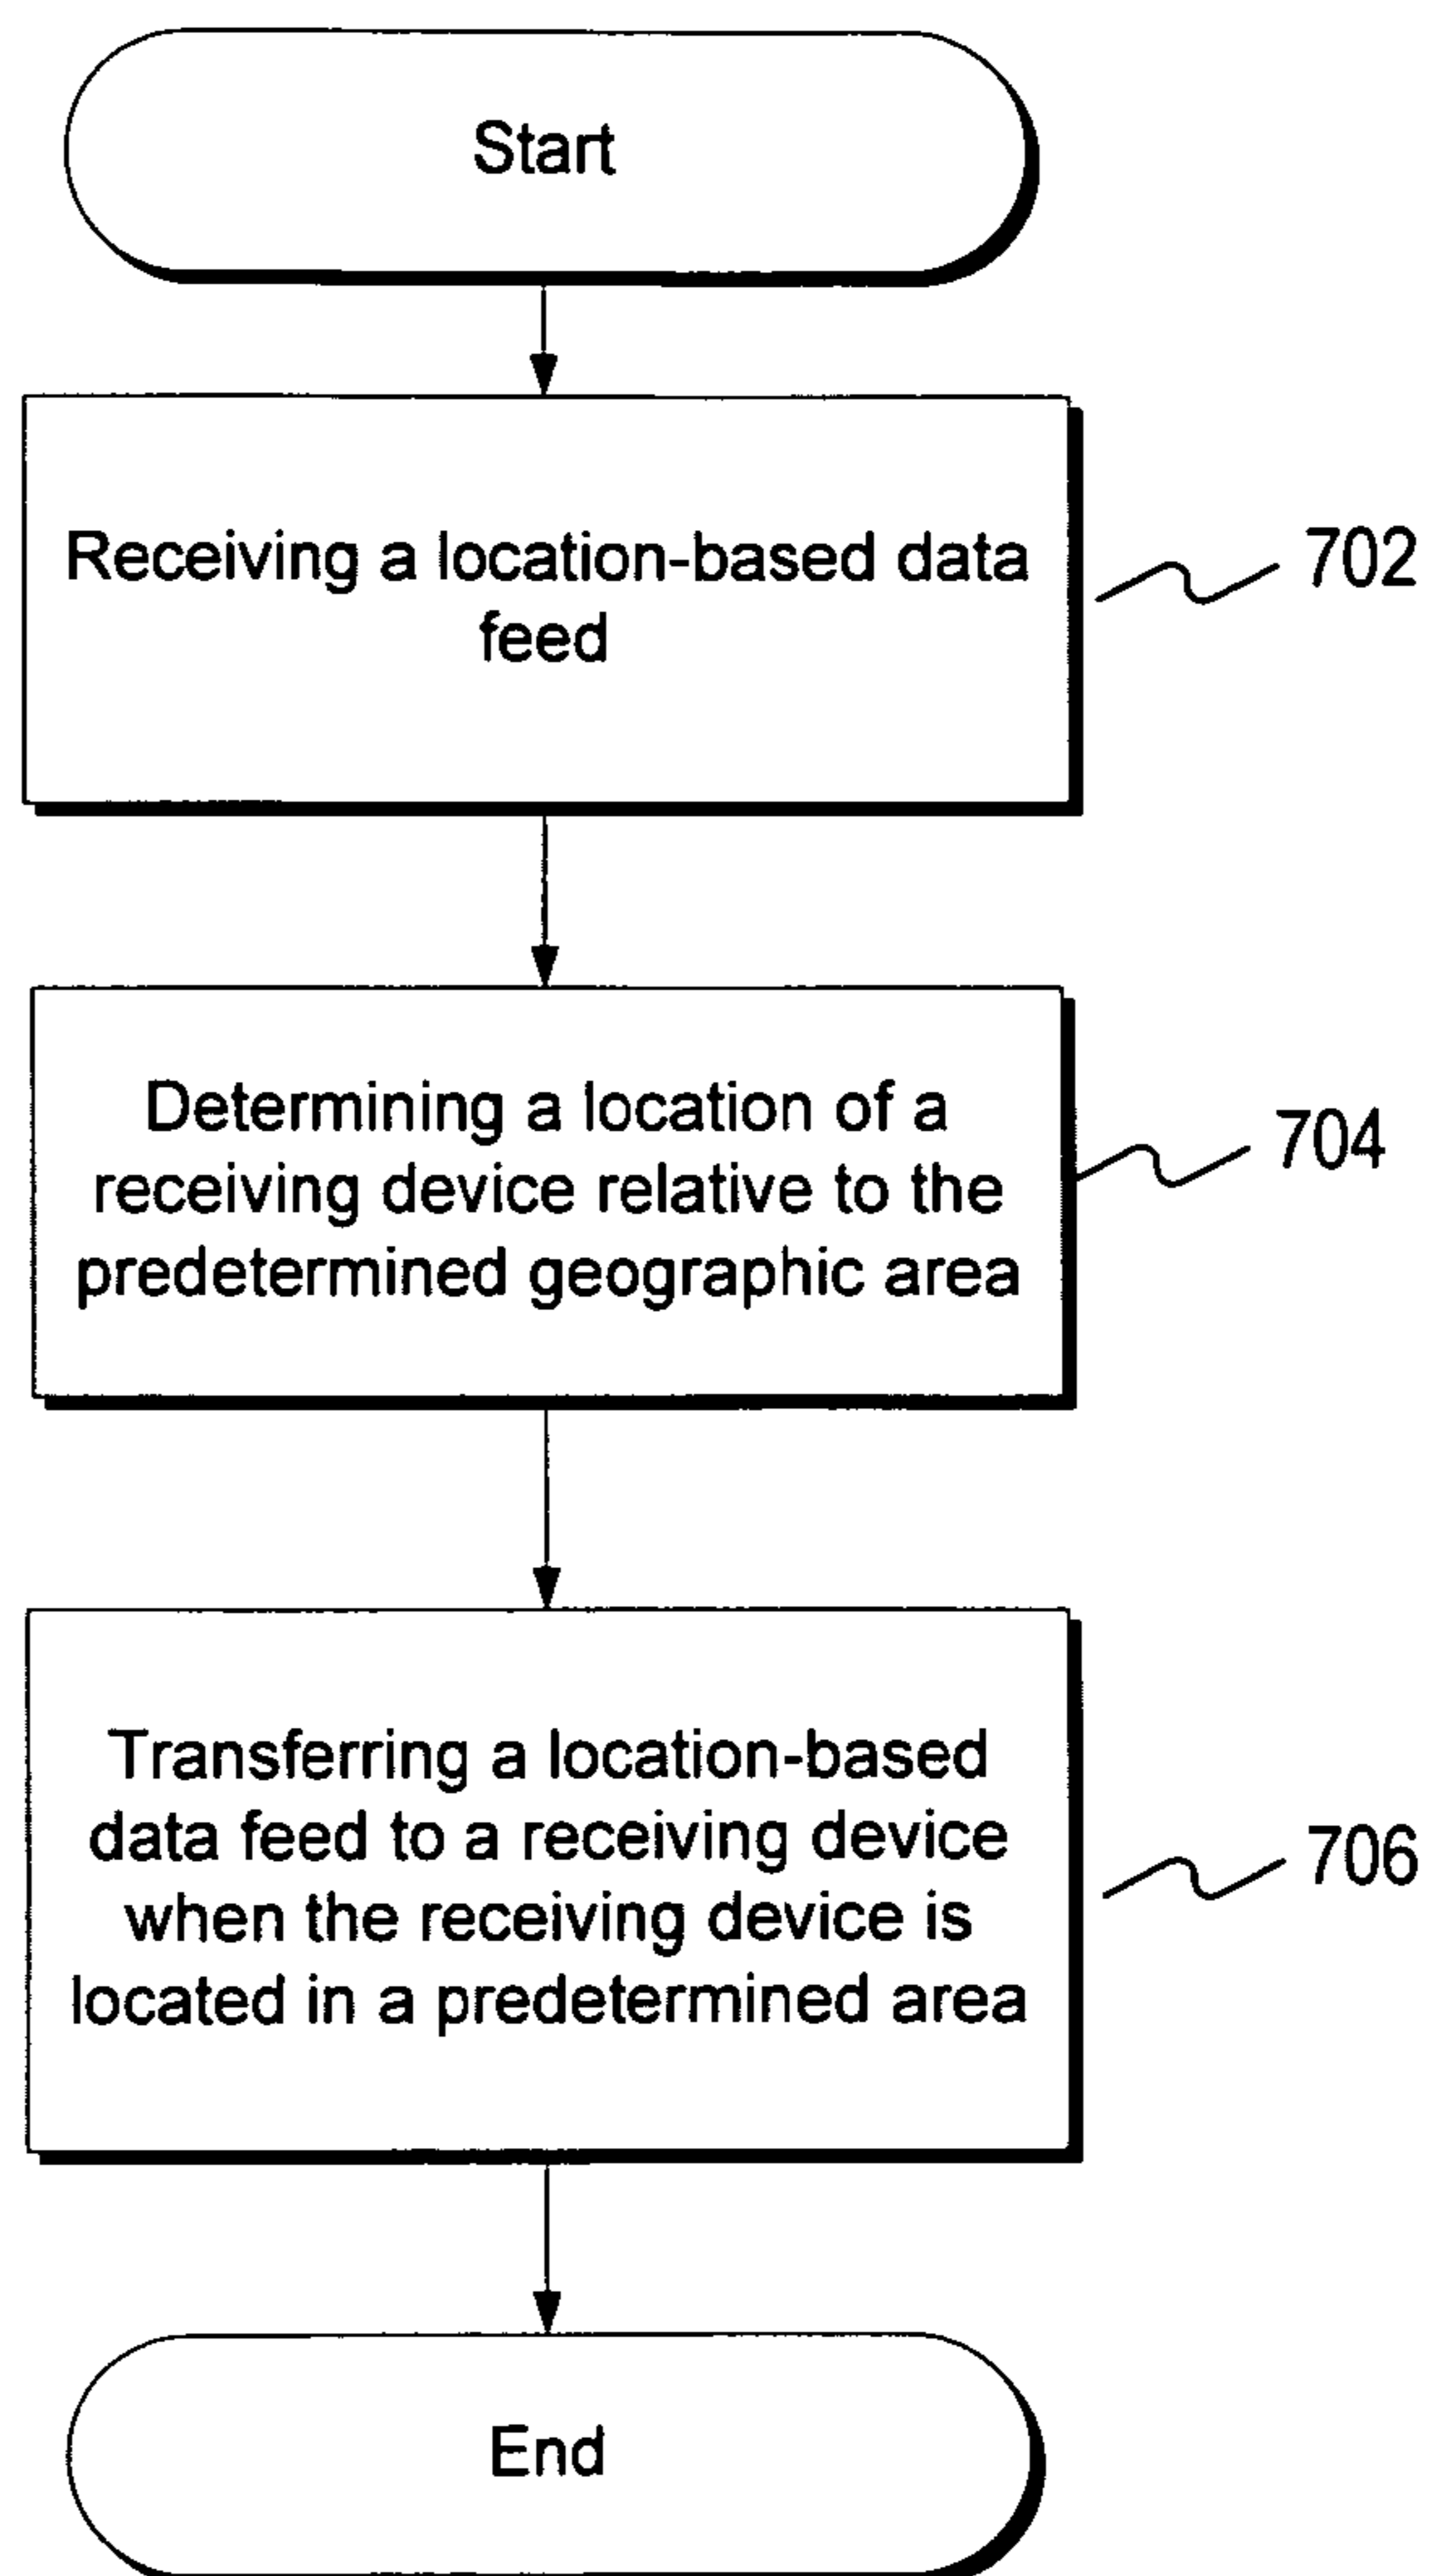 Start
Receiving a location-based data
feed
702
Determining a location of a
receiving device relative to the
predetermined geographic area
704
Transferring a location-based
data feed to a receiving device
when the receiving device is
located in a predetermined area
706
End